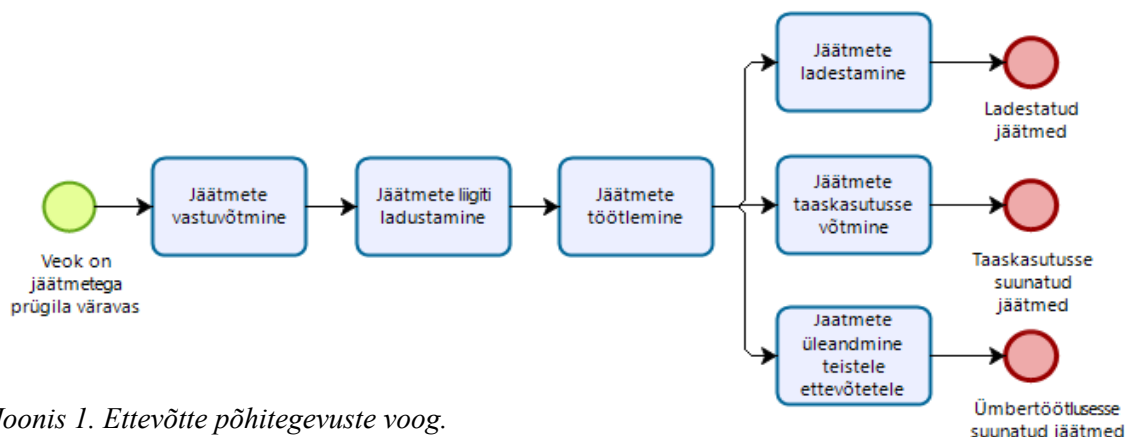 Veok on
jäätmetega
prügila väravas
Jäätmete
vastuvõtmine
Jäätmete liigiti
ladustamine
Jäätmete
töötlemine
Jäätmete
ladestamine
Ladestatud
jäätmed
Jäätmete
taaskasutusse
võtmine
Taaskasutusse
suunatud
jäätmed
Jaatmete
üleandmine
teistele
ettevõtetele
Ümbertöötlusesse
suunatud jäätmed
Joonis 1. Ettevõtte põhitegevuste voog.